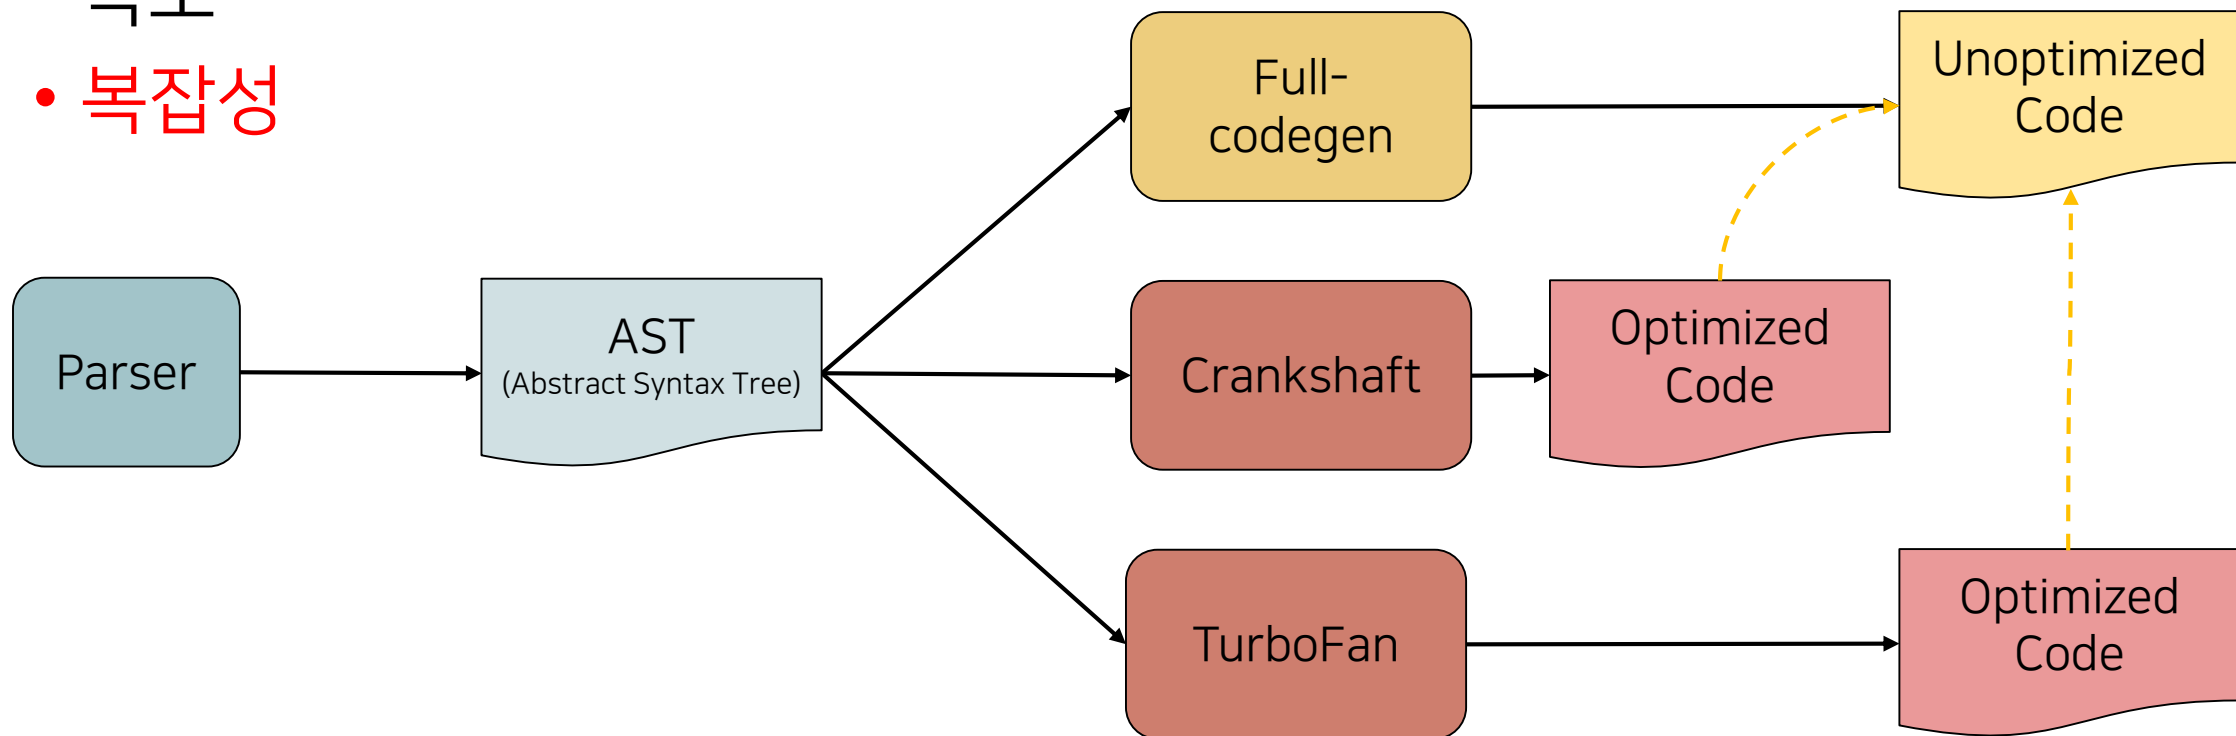 • 복잡성
Full-
codegen
Unoptimized
Code
Parser
AST
(Abstract Syntax Tree)
Crankshaft
Optimized
Code
TurboFan
Optimized
Code